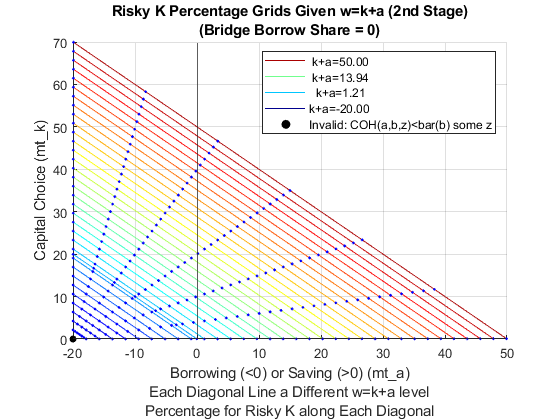 Risky K Percentage Grids Given w=k+a (2nd Stage)
(Bridge Borrow Share = 0)
70
60
50
40
30
20
10
0
Capital Choice (mt_k)
k+a=50.00
k+a=13.94
k+a=1.21
k+a=-20.00
Invalid: COH(a,b,z)<bar(b) some z
-20
-10
0
10
20
30
40
50
Borrowing (<0) or Saving (>0) (mt_a)
Each Diagonal Line a Different w=k+a level
Percentage for Risky K along Each Diagonal